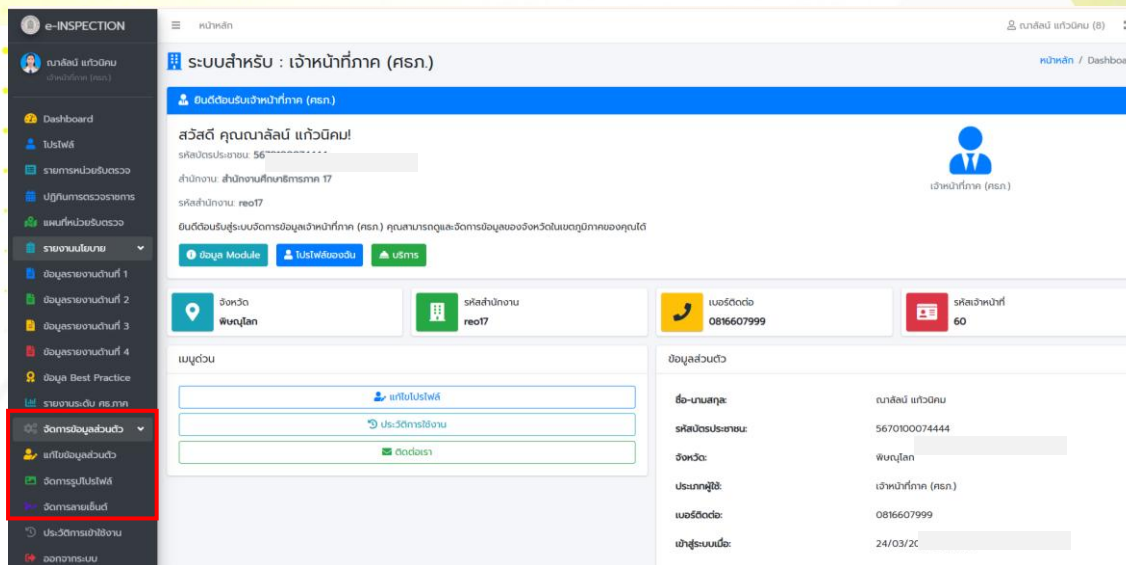 e-INSPECTION
หน้าหลัก
ณาลัลน์ แก้วนิคม (8)
ณาลัลน์ แก้วนิคม
เจ้าหน้าที่ภาค (ศธภ.)
ระบบสำหรับ : เจ้าหน้าที่ภาค (ศธภ.)
หน้าหลัก / Dashboa
ยินดีต้อนรับเจ้าหน้าที่ภาค (ศธภ.)
Dashboard
โปรไฟล์
รายการหน่วยรับตรวจ
ปฏิทินการตรวจราชการ
แผนที่หน่วยรับตรวจ
รายงานนโยบาย
ข้อมูลรายงานด้านที่ 1
ข้อมูลรายงานด้านที่ 2
ข้อมูลรายงานด้านที่ 3
ข้อมูลรายงานด้านที่ 4
ข้อมูล Best Practice
รายงานระดับ ศธ.ภาค
จัดการข้อมูลส่วนตัว
แก้ไขข้อมูลส่วนตัว
จัดการรูปโปรไฟล์
จัดการลายเซ็นต์
ประวัติการเข้าใช้งาน
ออกจากระบบ
สวัสดี คุณณาลัลน์ แก้วนิคม!
รหัสบัตรประชาชน:
สำนักงาน: สำนักงานศึกษาธิการภาค 17
รหัสสำนักงาน: reo17
ยินดีต้อนรับสู่ระบบจัดการข้อมูลเจ้าหน้าที่ภาค (ศธภ.) คุณสามารถดูและจัดการข้อมูลของจังหวัดในเขตภูมิภาคของคุณได้
ข้อมูล Module
โปรไฟล์ของฉัน
บริการ
เจ้าหน้าที่ภาค (ศธภ.)
จังหวัด
พิษณุโลก
รหัสสำนักงาน
reo17
เบอร์ติดต่อ
0816607999
รหัสเจ้าหน้าที่
60
เมนูด่วน
แก้ไขโปรไฟล์
ประวัติการใช้งาน
ติดต่อเรา
ข้อมูลส่วนตัว
ชื่อ-นามสกุล: ณาลัลน์ แก้วนิคม
รหัสบัตรประชาชน: 5670100074444
จังหวัด: พิษณุโลก
ประเภทผู้ใช้: เจ้าหน้าที่ภาค (ศธภ.)
เบอร์ติดต่อ: 0816607999
เข้าสู่ระบบเมื่อ: 24/03/20